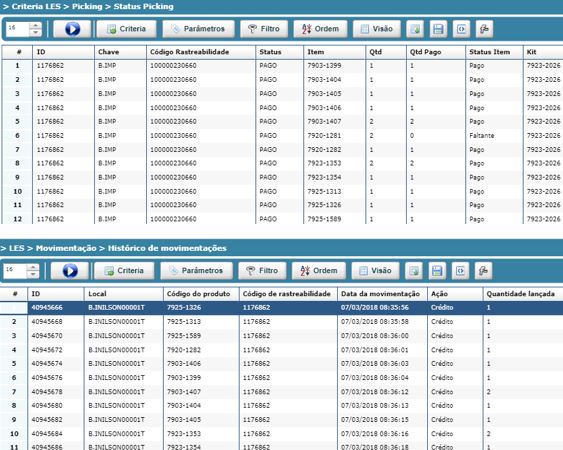 > Criteria LES > Picking > Status Picking
16 Criteria Parámetros Filtro Ordem Visão
# ID Chave Código Rastreabilidade Status Item Qtd Qtd Pago Status Item Kit
1 1176862 B.IMP 100000230660 PAGO 7903-1399 1 1 Pago 7923-2026
2 1176862 B.IMP 100000230660 PAGO 7903-1404 1 1 Pago 7923-2026
3 1176862 B.IMP 100000230660 PAGO 7903-1405 1 1 Pago 7923-2026
4 1176862 B.IMP 100000230660 PAGO 7903-1406 1 1 Pago 7923-2026
5 1176862 B.IMP 100000230660 PAGO 7903-1407 2 2 Pago 7923-2026
6 1176862 B.IMP 100000230660 PAGO 7920-1281 2 0 Faltante 7923-2026
7 1176862 B.IMP 100000230660 PAGO 7920-1282 1 1 Pago 7923-2026
8 1176862 B.IMP 100000230660 PAGO 7923-1353 2 2 Pago 7923-2026
9 1176862 B.IMP 100000230660 PAGO 7923-1354 1 1 Pago 7923-2026
10 1176862 B.IMP 100000230660 PAGO 7925-1313 1 1 Pago 7923-2026
11 1176862 B.IMP 100000230660 PAGO 7925-1326 1 1 Pago 7923-2026
12 1176862 B.IMP 100000230660 PAGO 7925-1589 1 1 Pago 7923-2026
> LES > Movimentação > Histórico de movimentações
16 Criteria Parámetros Filtro Ordem Visão
# ID Local Código do produto Código de rastreabilidade Data da movimentação Ação Quantidade lançada
40945666 B.INILSON00001T 7925-1326 1176862 07/03/2018 08:35:56 Crédito 1
2 40945668 B.INILSON00001T 7925-1313 1176862 07/03/2018 08:35:58 Crédito 1
3 40945670 B.INILSON00001T 7925-1589 1176862 07/03/2018 08:36:00 Crédito 1
4 40945672 B.INILSON00001T 7920-1282 1176862 07/03/2018 08:36:01 Crédito 1
5 40945674 B.INILSON00001T 7903-1406 1176862 07/03/2018 08:36:03 Crédito 1
6 40945676 B.INILSON00001T 7903-1399 1176862 07/03/2018 08:36:04 Crédito 1
7 40945678 B.INILSON00001T 7903-1407 1176862 07/03/2018 08:36:12 Crédito 2
8 40945680 B.INILSON00001T 7903-1404 1176862 07/03/2018 08:36:13 Crédito 1
9 40945682 B.INILSON00001T 7903-1405 1176862 07/03/2018 08:36:15 Crédito 1
10 40945684 B.INILSON00001T 7923-1353 1176862 07/03/2018 08:36:16 Crédito 2
11 40945686 B.INILSON00001T 7923-1354 1176862 07/03/2018 08:36:18 Crédito 1